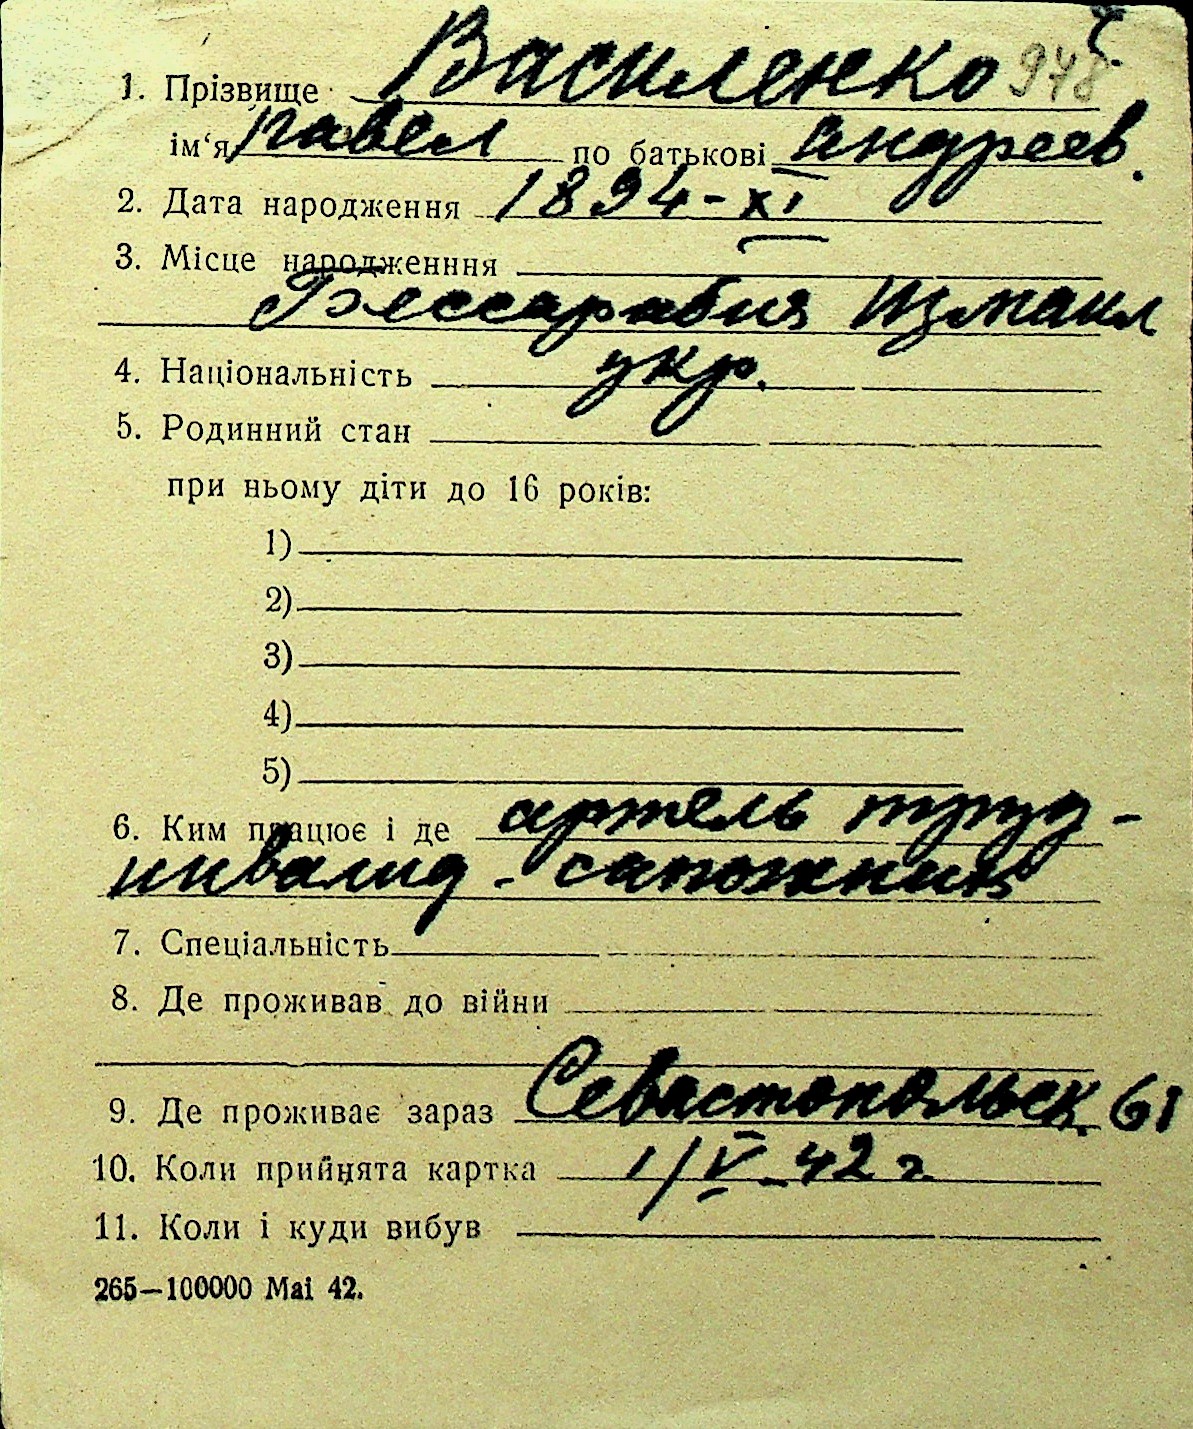 1. Прізвище Василенко 978
ім‘я Павел по батькові Андреев.
2. Дата народження 1894-XI
3. Місце народженння
Бессарабия Измаил
4. Національність укр.
5. Родинний стан
при ньому діти до 16 років:
1)
2)
3)
4)
5)
6. Ким працює і де артель труд-
инвалид - сапожник
7. Спеціальність
8. Де проживав до війни
9. Де проживає зараз Севастопольск. 61
10. Коли прийнята картка 1/V-42 г.
11. Коли і куди вибув
265—100000 Mai 42.